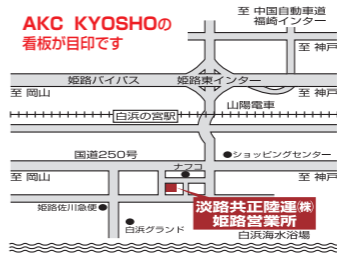 AKC KYOSHOの
看板が目印です
至 中国自動車道
福崎インター
至 神戸
姫路バイパス
姫路東インター
至 岡山
至 神戸
山陽電車
白浜の宮駅
国道250号
ショッピングセンター
ナフコ
至 岡山
至 神戸
淡路共正陸運㈱
姫路営業所
姫路佐川急便
白浜グランド
白浜海水浴場